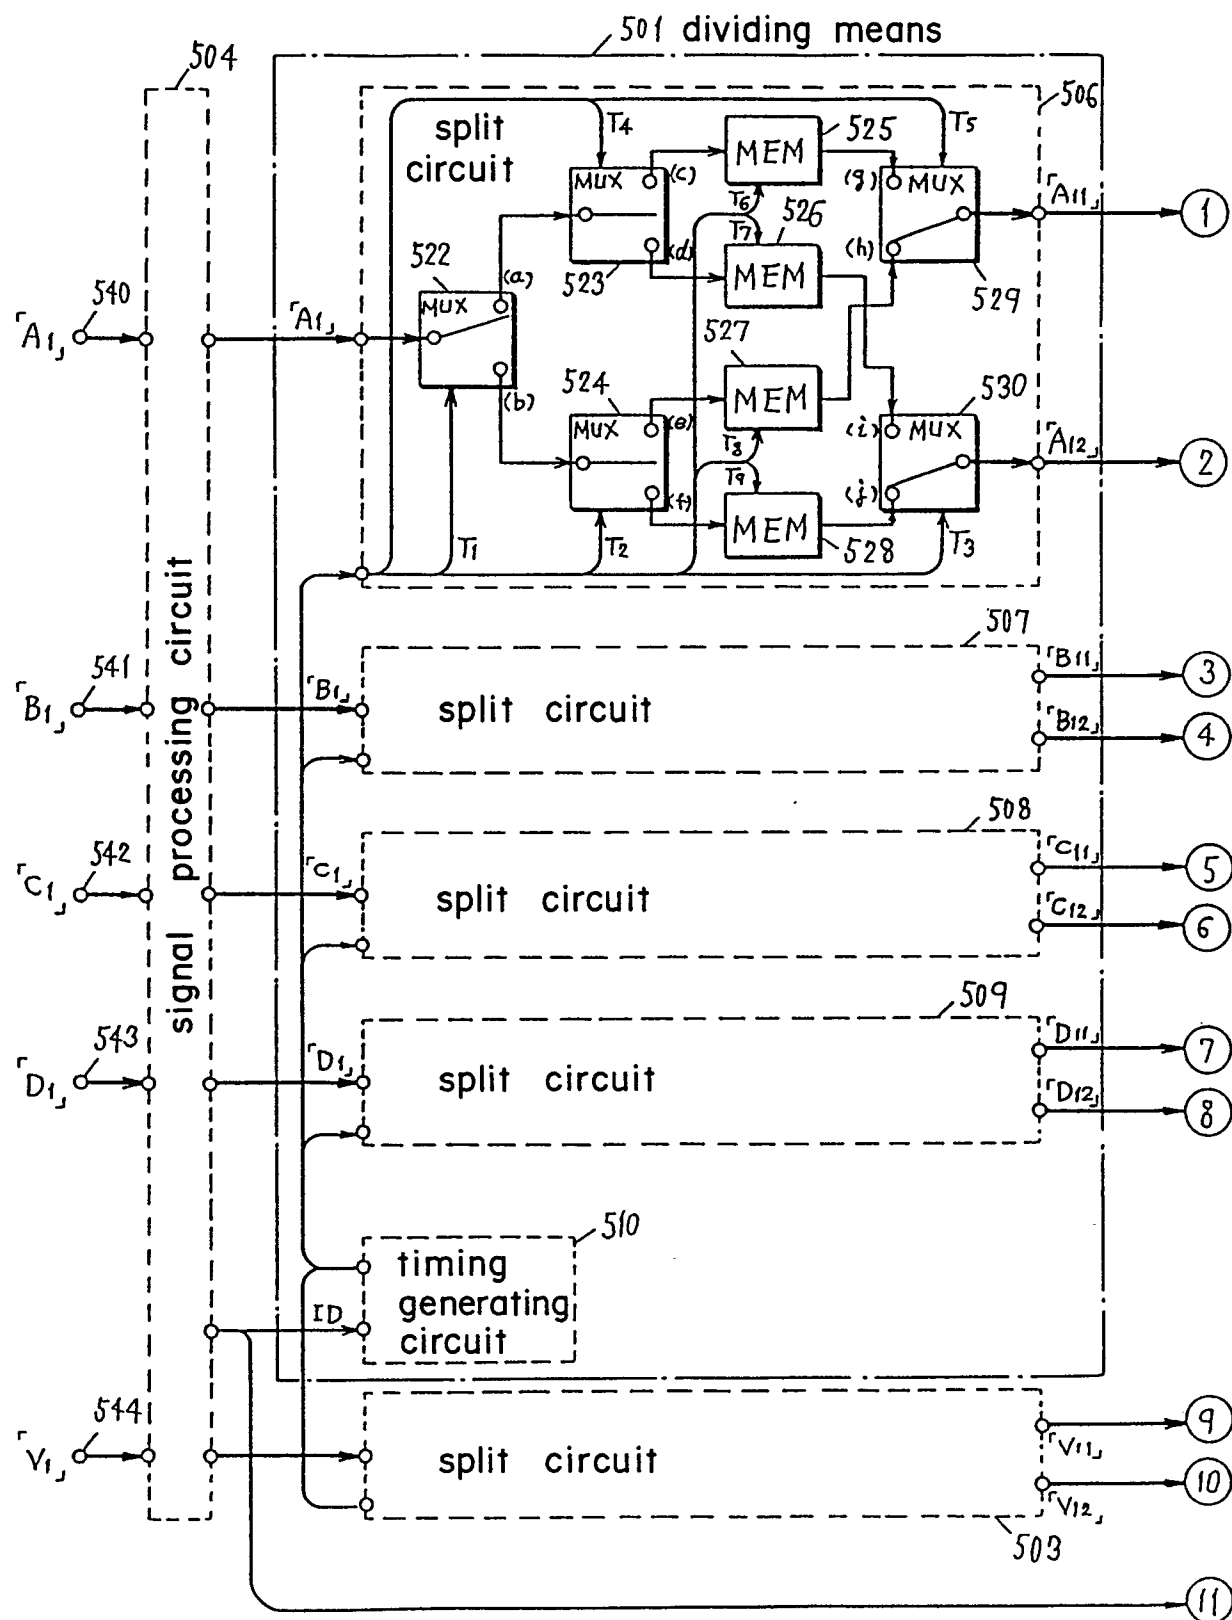 501 dividing means
504
506
split
circuit
T4
T5
525
MEM
MUX
(c)
(g)
MUX
「A11」
1
T6
T7
526
(d)
(h)
MEM
523
529
522
(a)
MUX
540
「A1」
「A1」
527
MEM
(b)
524
530
MUX
(e)
(i)
MUX
「A12」
2
T8
T9
(f)
(j)
MEM
528
T1
T2
T3
signal processing circuit
507
541
「B1」
「B1」
split circuit
「B11」
3
「B12」
4
508
542
「C1」
「C1」
split circuit
「C11」
5
「C12」
6
509
543
「D1」
「D1」
split circuit
「D11」
7
「D12」
8
510
timing
generating
circuit
ID
544
「V1」
split circuit
9
「V11」
10
「V12」
503
11